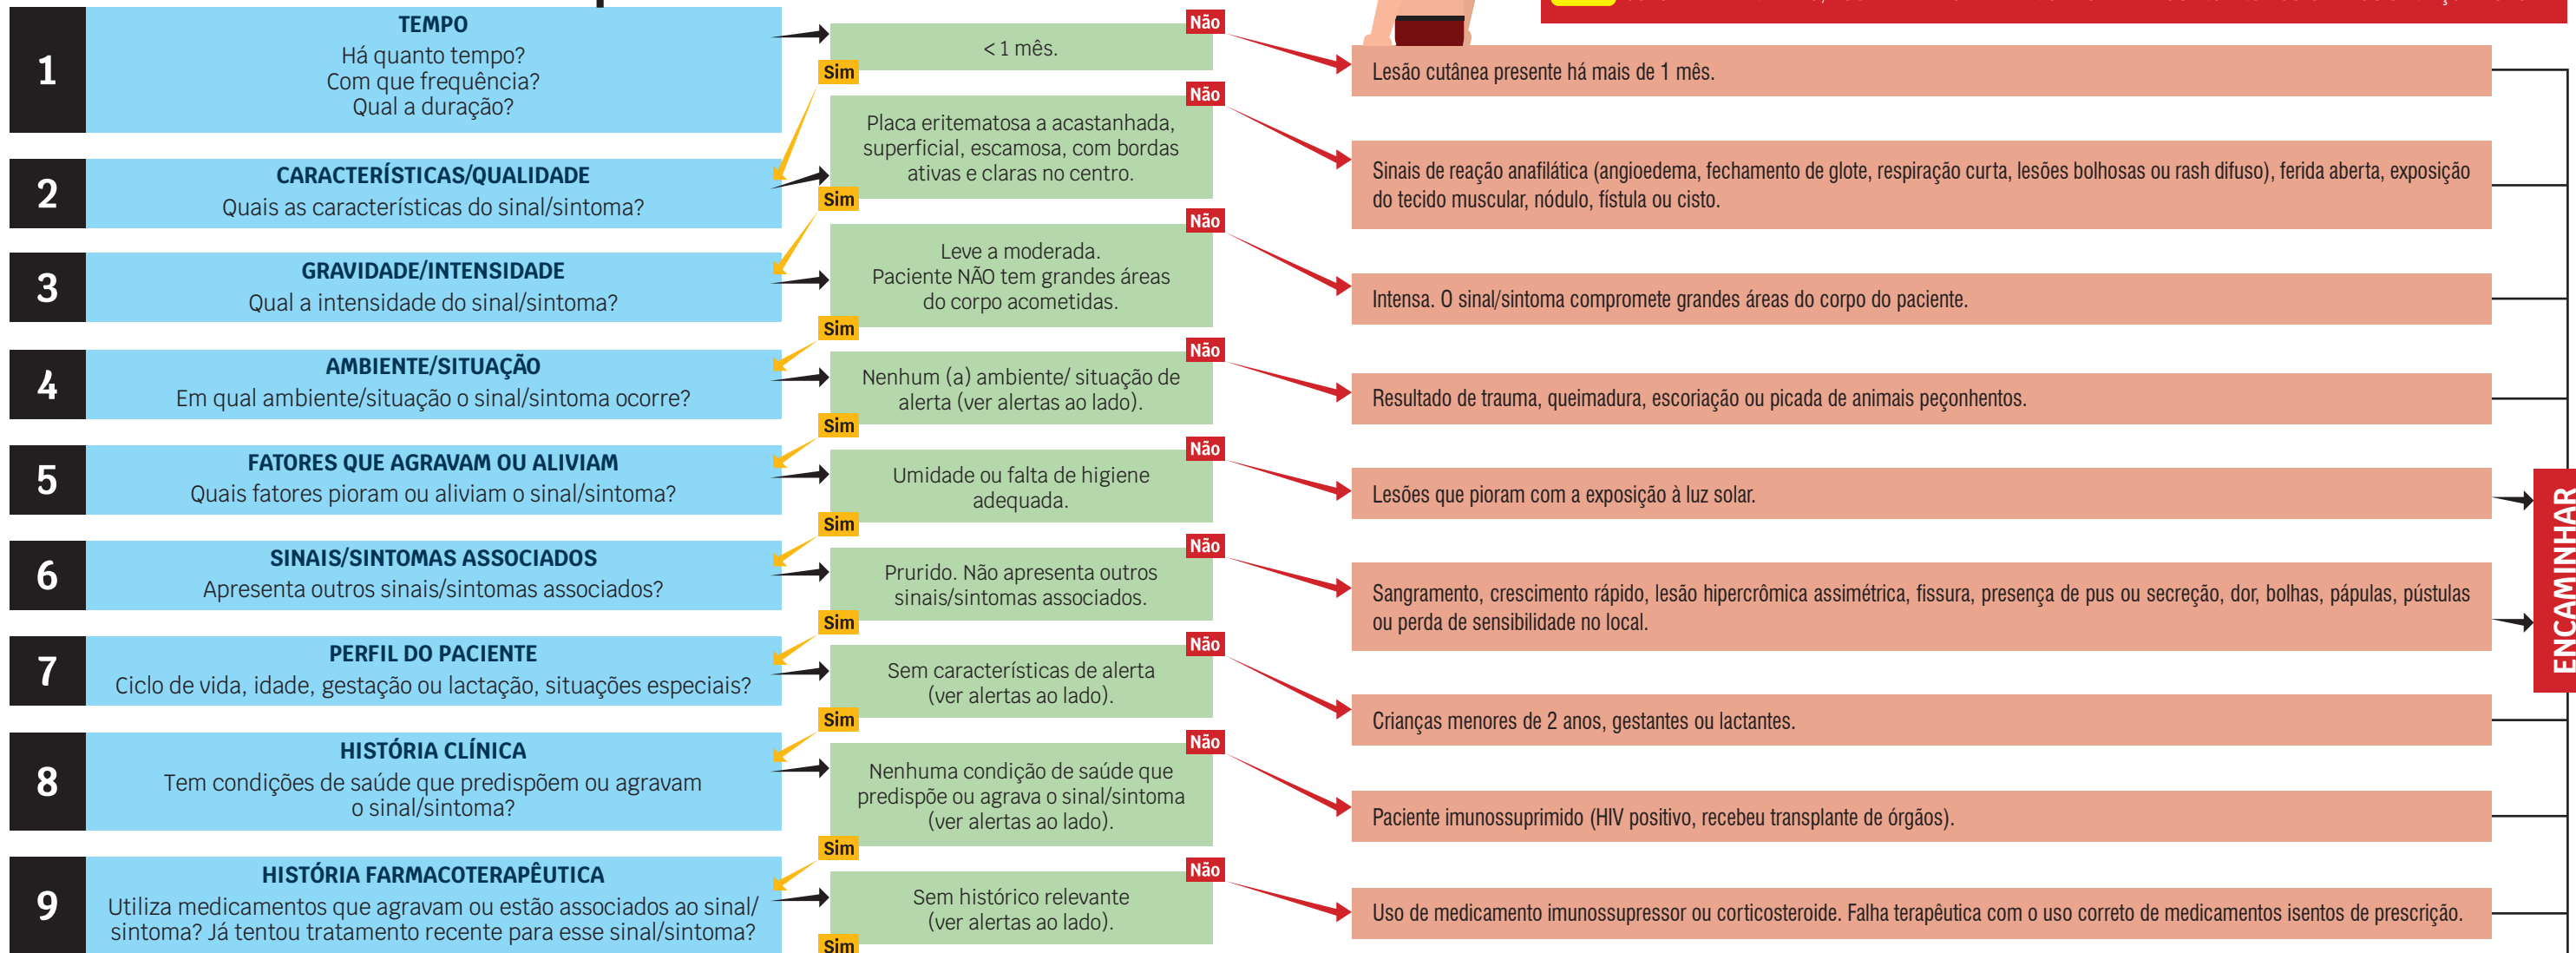 1
TEMPO
Há quanto tempo?
Com que frequência?
Qual a duração?
< 1 mês.
Sim
Não
Lesão cutânea presente há mais de 1 mês.
2
CARACTERÍSTICAS/QUALIDADE
Quais as características do sinal/sintoma?
Placa eritematosa a acastanhada,
superficial, escamosa, com bordas
ativas e claras no centro.
Sim
Não
Sinais de reação anafilática (angioedema, fechamento de glote, respiração curta, lesões bolhosas ou rash difuso), ferida aberta, exposição
do tecido muscular, nódulo, fístula ou cisto.
3
GRAVIDADE/INTENSIDADE
Qual a intensidade do sinal/sintoma?
Leve a moderada.
Paciente NÃO tem grandes áreas
do corpo acometidas.
Sim
Não
Intensa. O sinal/sintoma compromete grandes áreas do corpo do paciente.
4
AMBIENTE/SITUAÇÃO
Em qual ambiente/situação o sinal/sintoma ocorre?
Nenhum (a) ambiente/ situação de
alerta (ver alertas ao lado).
Sim
Não
Resultado de trauma, queimadura, escoriação ou picada de animais peçonhentos.
5
FATORES QUE AGRAVAM OU ALIVIAM
Quais fatores pioram ou aliviam o sinal/sintoma?
Umidade ou falta de higiene
adequada.
Sim
Não
Lesões que pioram com a exposição à luz solar.
6
SINAIS/SINTOMAS ASSOCIADOS
Apresenta outros sinais/sintomas associados?
Prurido. Não apresenta outros
sinais/sintomas associados.
Sim
Não
Sangramento, crescimento rápido, lesão hipercrômica assimétrica, fissura, presença de pus ou secreção, dor, bolhas, pápulas, pústulas
ou perda de sensibilidade no local.
7
PERFIL DO PACIENTE
Ciclo de vida, idade, gestação ou lactação, situações especiais?
Sem características de alerta
(ver alertas ao lado).
Sim
Não
Crianças menores de 2 anos, gestantes ou lactantes.
8
HISTÓRIA CLÍNICA
Tem condições de saúde que predispõem ou agravam
o sinal/sintoma?
Nenhuma condição de saúde que
predispõe ou agrava o sinal/sintoma
(ver alertas ao lado).
Sim
Não
Paciente imunossuprimido (HIV positivo, recebeu transplante de órgãos).
9
HISTÓRIA FARMACOTERAPÊUTICA
Utiliza medicamentos que agravam ou estão associados ao sinal/
sintoma? Já tentou tratamento recente para esse sinal/sintoma?
Sem histórico relevante
(ver alertas ao lado).
Sim
Não
Uso de medicamento imunossupressor ou corticosteroide. Falha terapêutica com o uso correto de medicamentos isentos de prescrição.
ENCAMINHAR